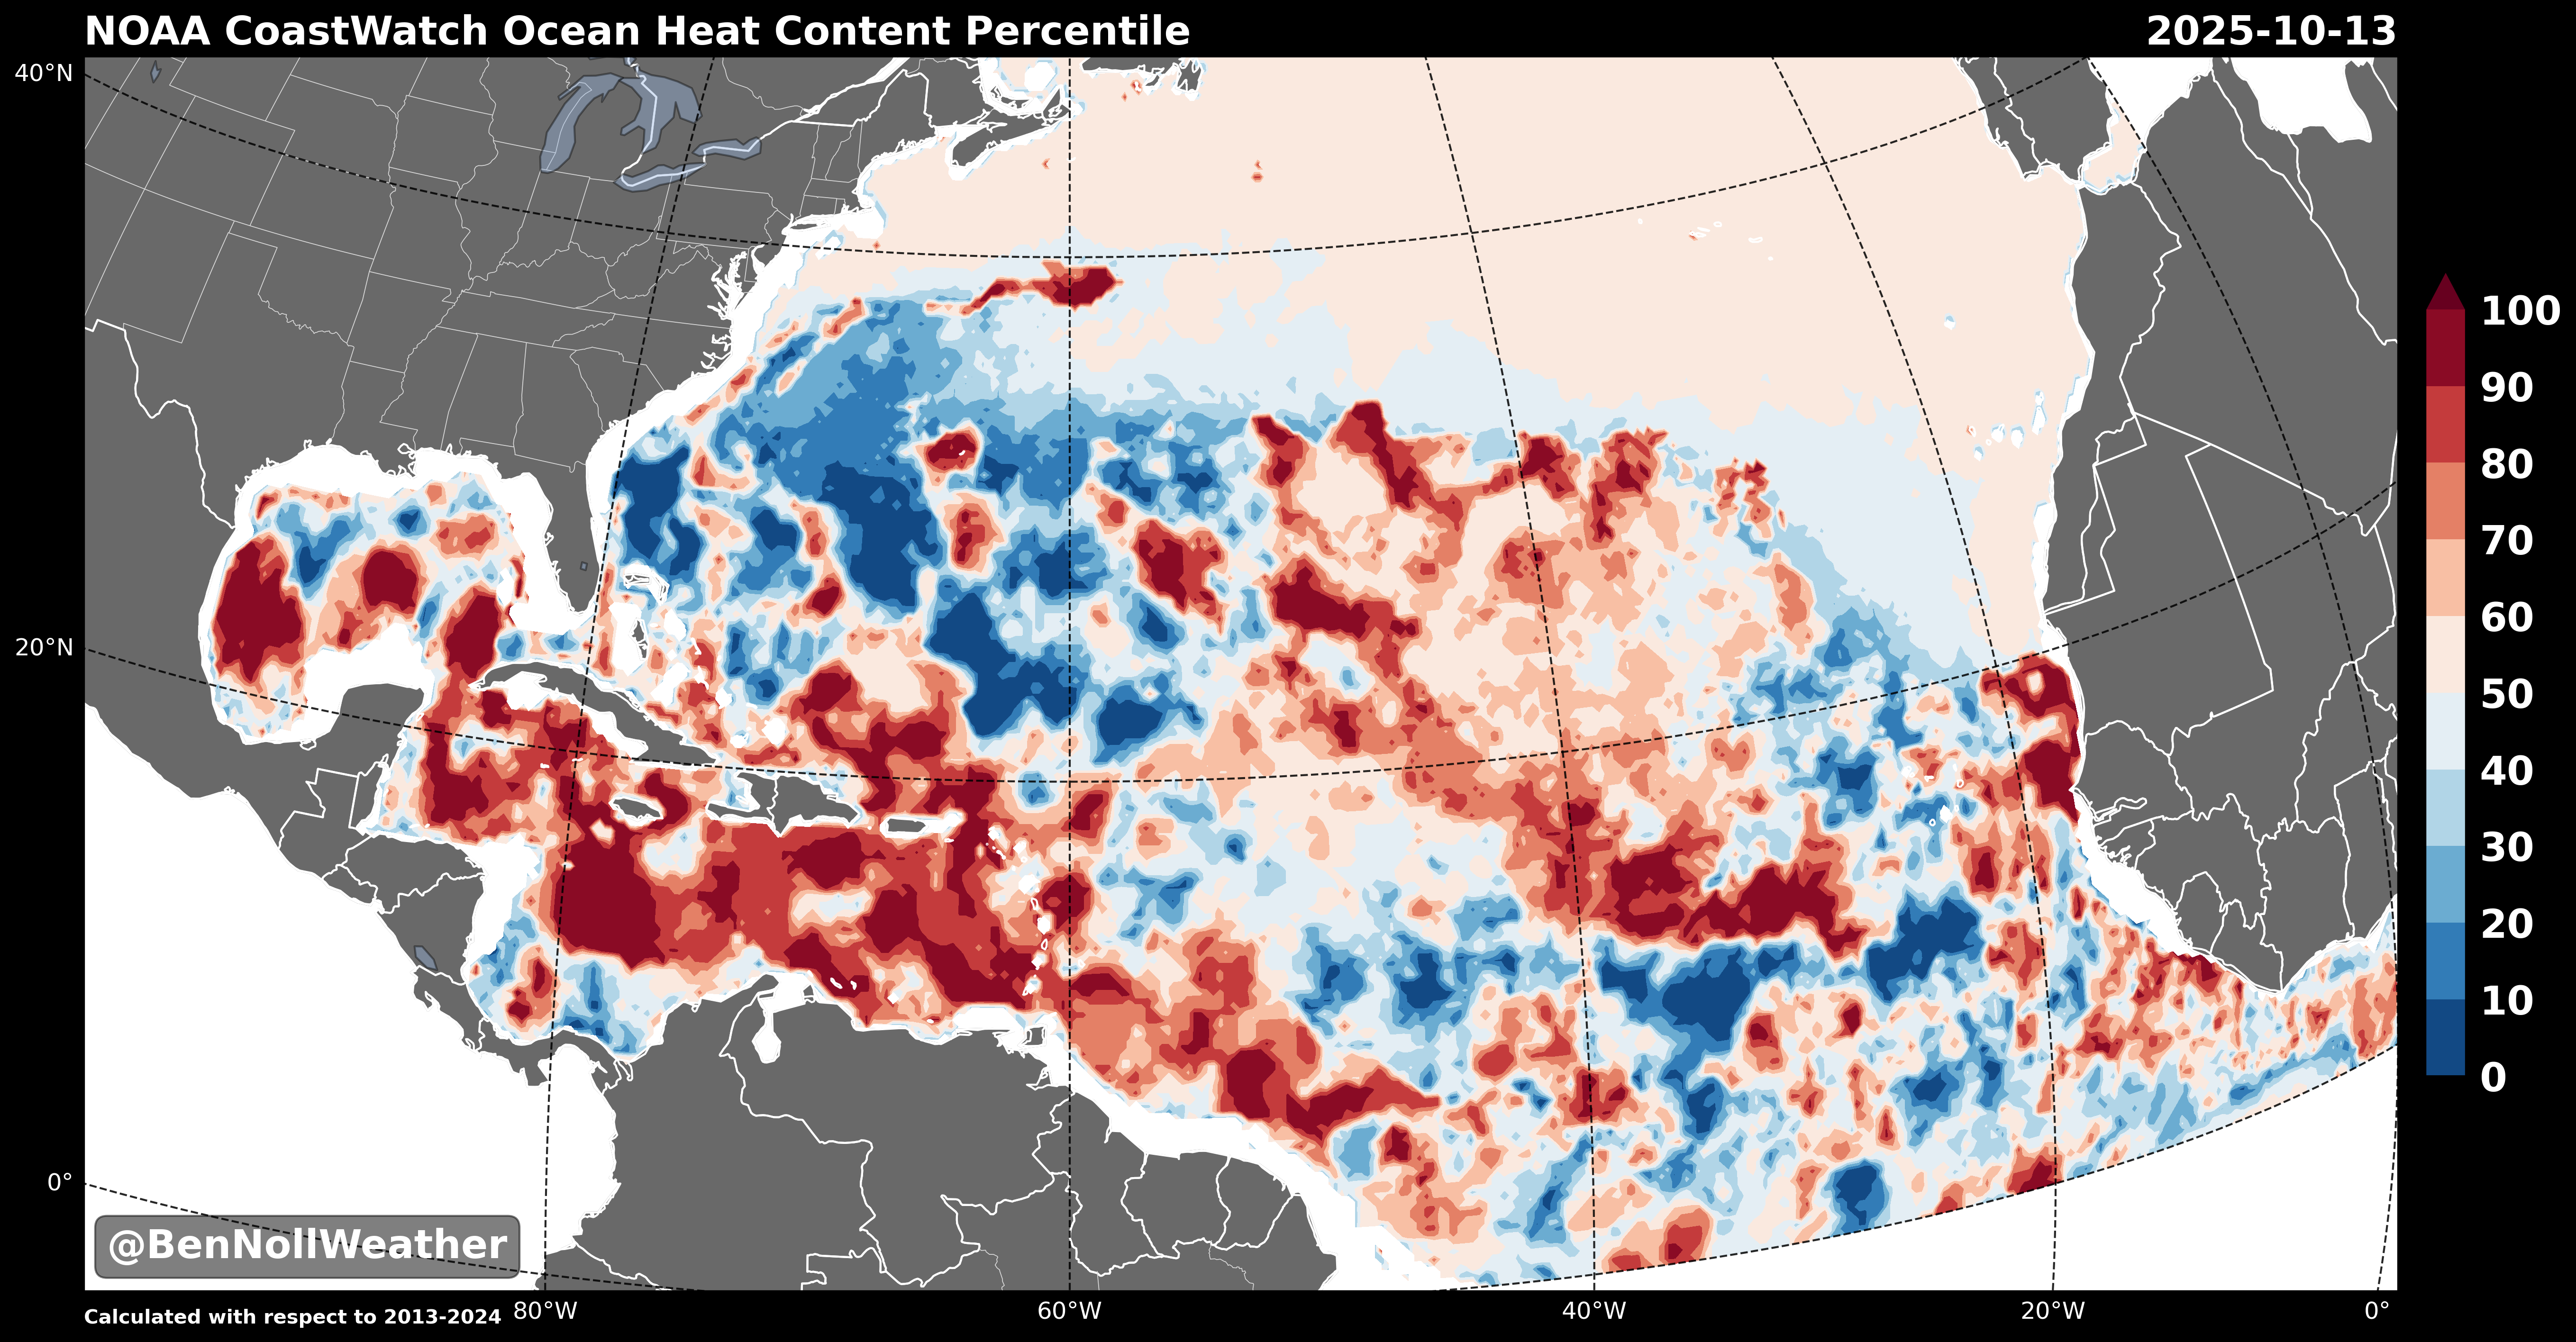 NOAA CoastWatch Ocean Heat Content Percentile
2025-10-13
40°N
20°N
0°
100
90
80
70
60
50
40
30
20
10
0
@BenNollWeather
Calculated with respect to 2013-2024
80°W
60°W
40°W
20°W
0°